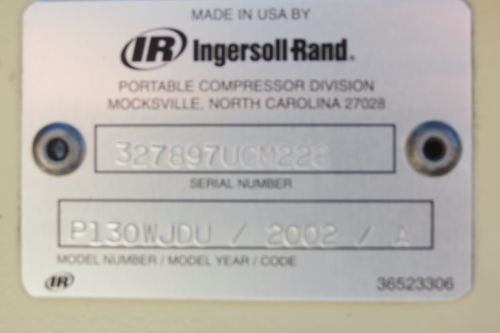 MADE IN USA BY
IR Ingersoll-Rand.
PORTABLE COMPRESSOR DIVISION
MOCKSVILLE, NORTH CAROLINA 27028
SERIAL NUMBER
P130WJDU / 2002 / A
MODEL NUMBER / MODEL YEAR / CODE
IR 36523306